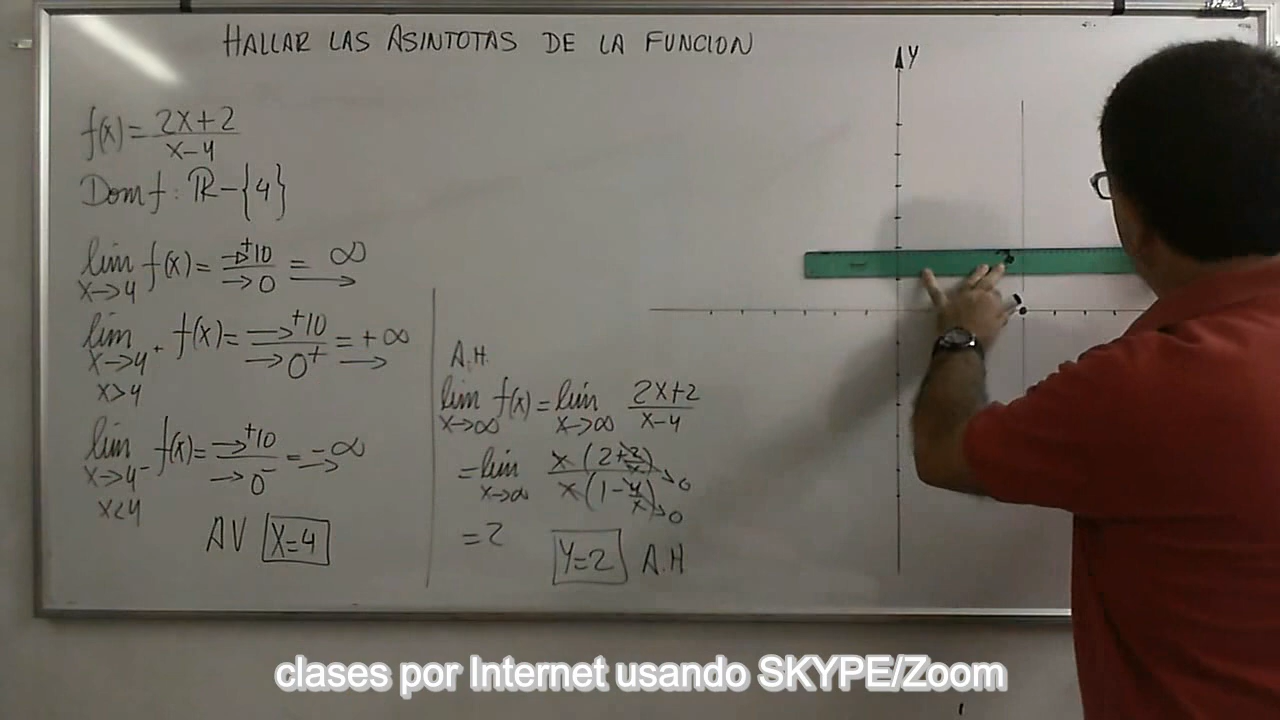 HALLAR LAS ASINTOTAS DE LA FUNCION
f(x) = (2x+2)/(x-4)
Dom f : ℝ - {4}
lim x→4 f(x) = (→+10)/(→0) = ∞ →
lim x→4⁺ f(x) = (→+10)/(→0⁺) = +∞ →
x>4
lim x→4⁻ f(x) = (→+10)/(→0⁻) = -∞ →
x<4
AV x=4
A.H.
lim x→∞ f(x) = lim x→∞ (2x+2)/(x-4)
= lim x→∞ x(2+2/x)→0 / x(1-4/x)→0
= 2
Y=2 A.H
Y
clases por Internet usando SKYPE/Zoom